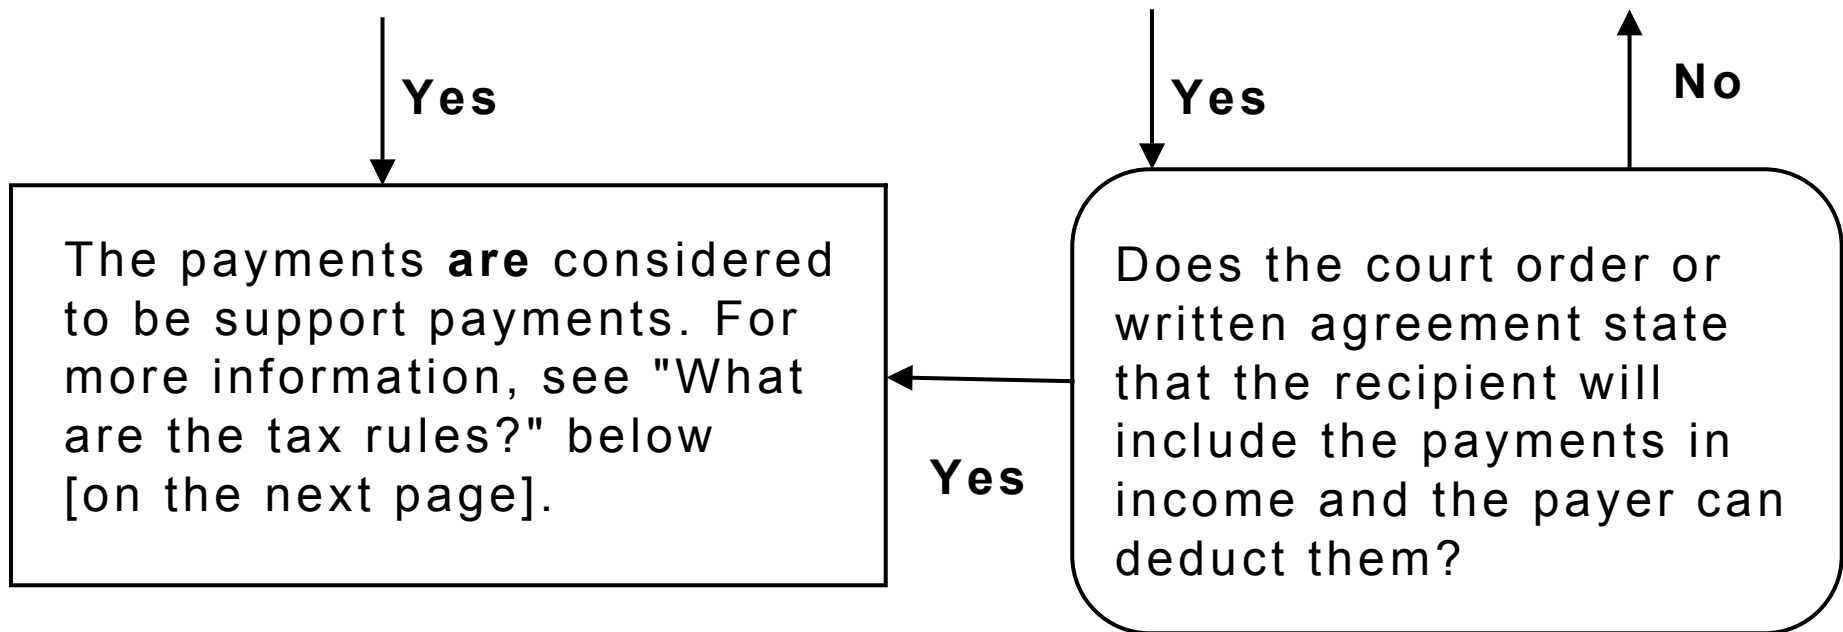 Yes
Yes
No
The payments are considered
to be support payments. For
more information, see "What
are the tax rules?" below
[on the next page].
Yes
Does the court order or
written agreement state
that the recipient will
include the payments in
income and the payer can
deduct them?